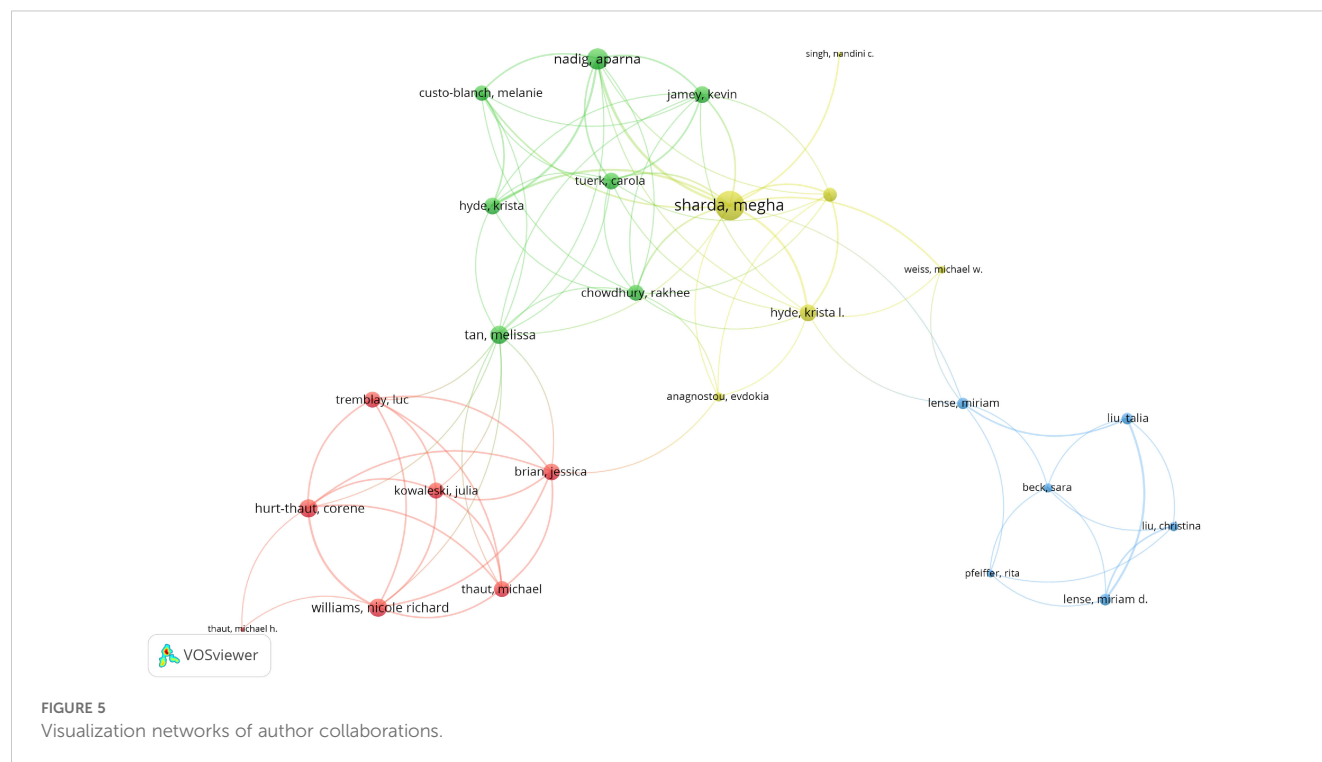 singh, nandini c.
nadig, aparna
custo-blanch, melanie
jamey, kevin
tuerk, carola
hyde, krista
sharda, megha
weiss, michael w.
chowdhury, rakhee
hyde, krista l.
tan, melissa
anagnostou, evdokia
tremblay, luc
lense, miriam
liu, talia
brian, jessica
kowaleski, julia
beck, sara
hurt-thaut, corene
liu, christina
pfeiffer, rita
thaut, michael
lense, miriam d.
williams, nicole richard
thaut, michael h.
VOSviewer
FIGURE 5
Visualization networks of author collaborations.